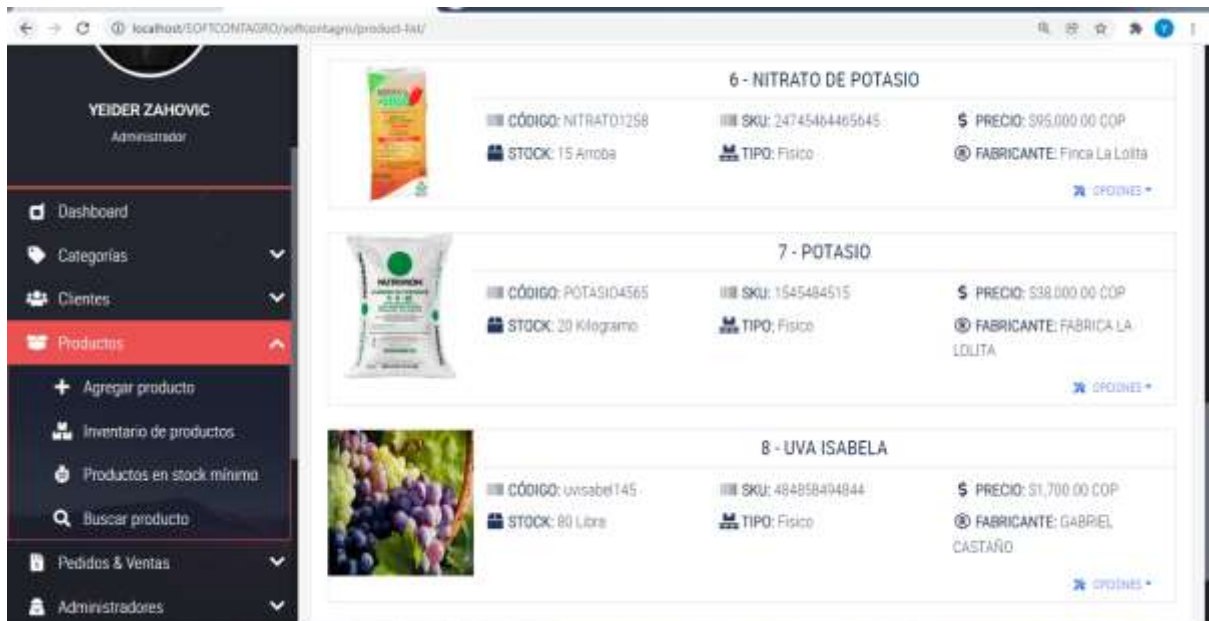 localhost/SOFTCONTAGRO/softcontagro/product-list/
YEIDER ZAHOVIC
Administrador
Dashboard
Categorías
Clientes
Productos
Agregar producto
Inventario de productos
Productos en stock mínimo
Buscar producto
Pedidos & Ventas
Administradores
6 - NITRATO DE POTASIO
CÓDIGO: NITRATO1258 SKU: 24745464465645 $ PRECIO: $95,000.00 COP
STOCK: 15 Arroba TIPO: Fisico FABRICANTE: Finca La Lolita
OPCIONES
7 - POTASIO
CÓDIGO: POTASIO4565 SKU: 1545484515 $ PRECIO: $38,000.00 COP
STOCK: 20 Kilogramo TIPO: Fisico FABRICANTE: FABRICA LA
LOLITA
OPCIONES
8 - UVA ISABELA
CÓDIGO: uvisabel145 SKU: 484858494844 $ PRECIO: $1,700.00 COP
STOCK: 80 Libra TIPO: Fisico FABRICANTE: GABRIEL
CASTAÑO
OPCIONES